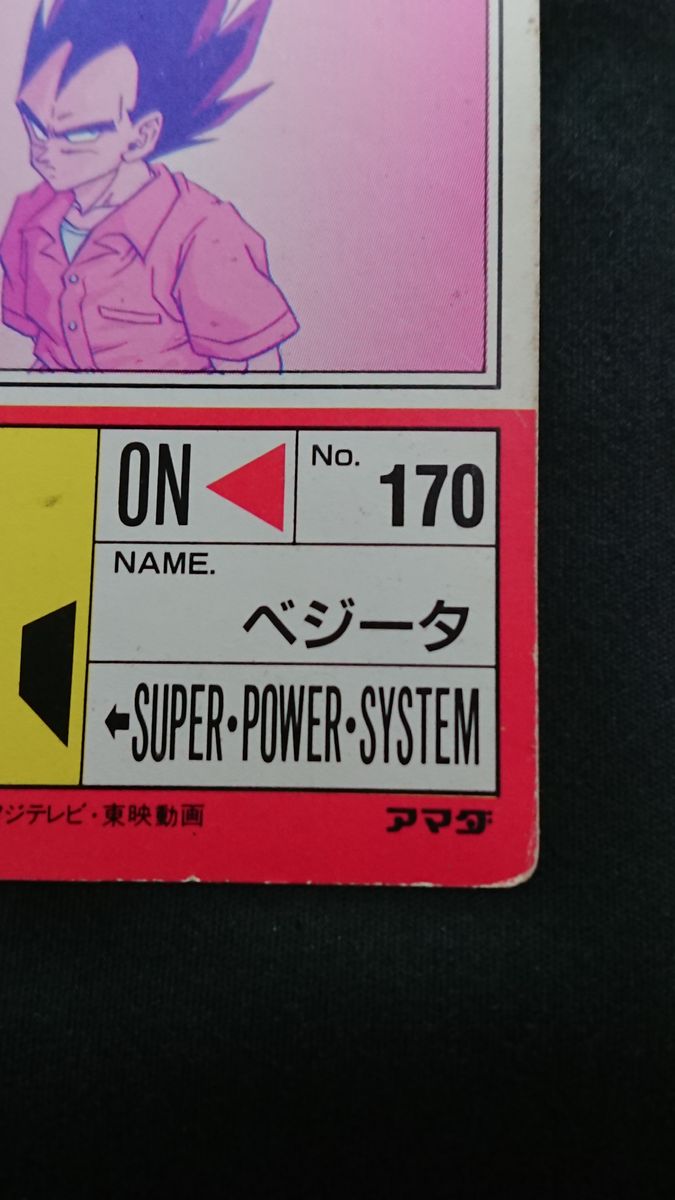 ON
No. 170
NAME.
ベジータ
←SUPER・POWER・SYSTEM
ジテレビ・東映動画
アマダ